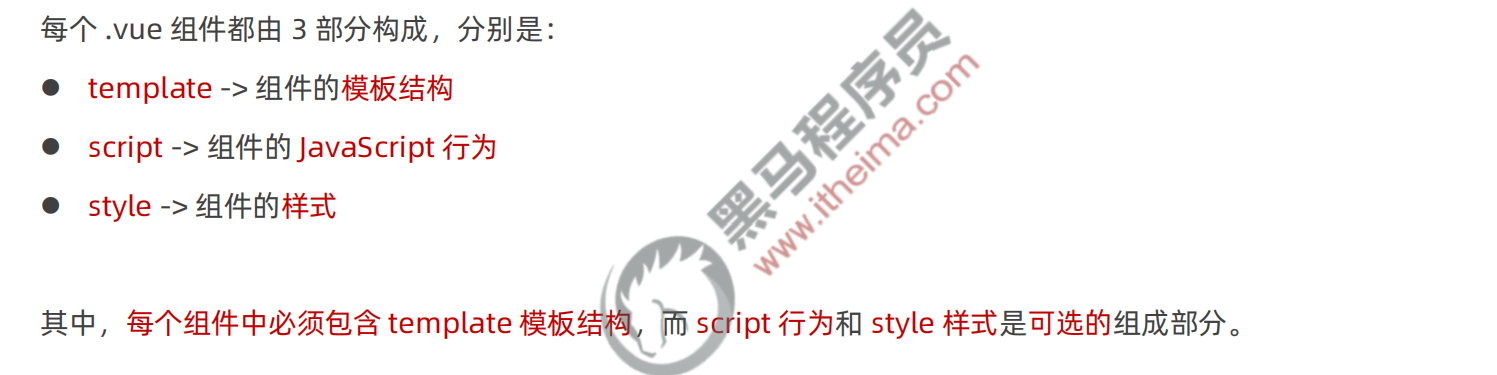 每个 .vue 组件都由 3 部分构成，分别是：
● template -> 组件的模板结构
● script -> 组件的 JavaScript 行为
● style -> 组件的样式
其中，每个组件中必须包含 template 模板结构，而 script 行为和 style 样式是可选的组成部分。
黑马程序员
www.itheima.com